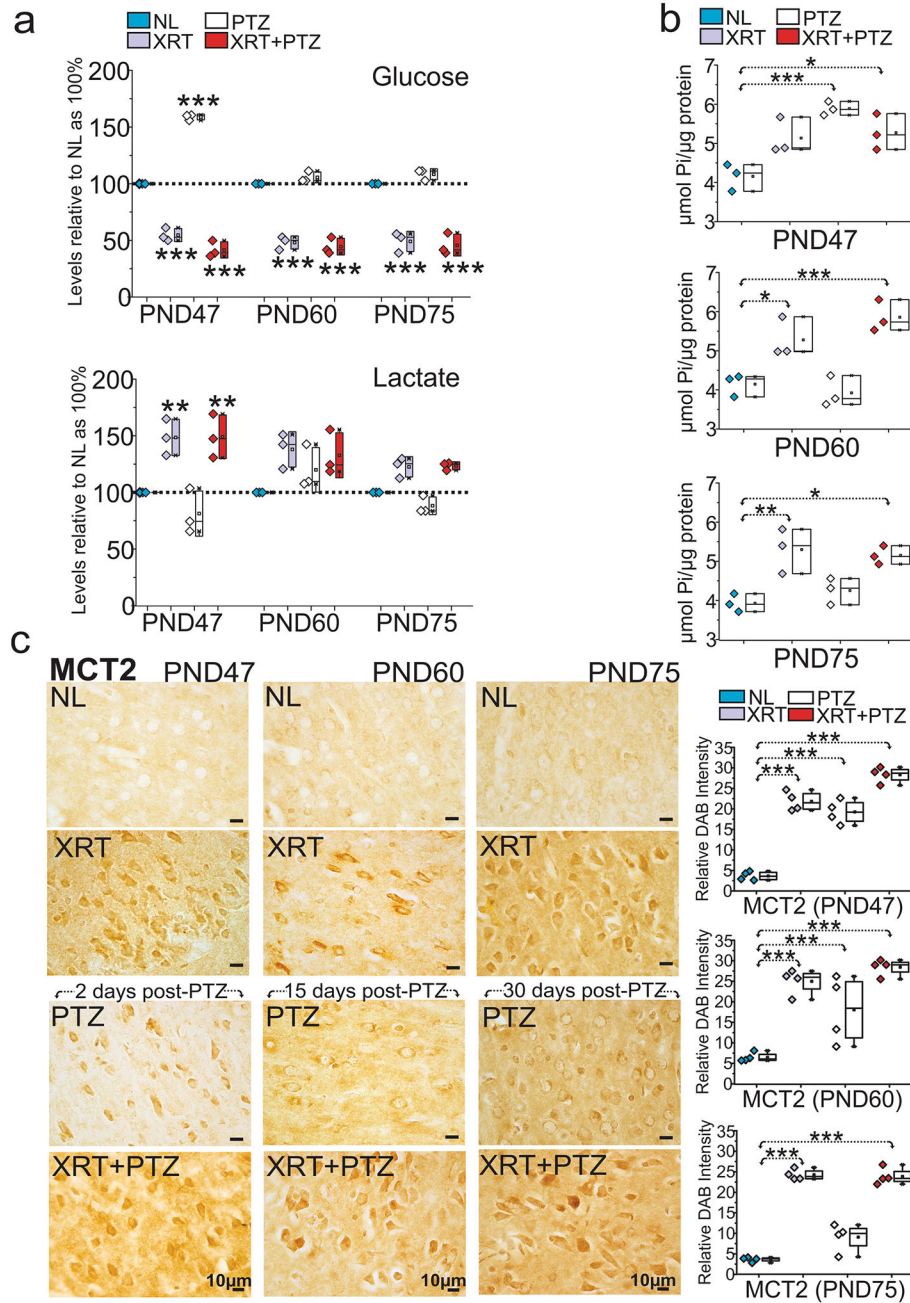 a
NL PTZ
XRT XRT+PTZ
Glucose
Levels relative to NL as 100%
200
150
100
50
0
***
***
***
***
***
***
***
PND47 PND60 PND75
Lactate
Levels relative to NL as 100%
200
150
100
50
0
**
**
PND47 PND60 PND75
b
NL PTZ
XRT XRT+PTZ
µmol Pi/µg protein
7
6
5
4
3
*
***
PND47
µmol Pi/µg protein
7
6
5
4
3
***
*
PND60
µmol Pi/µg protein
7
6
5
4
3
*
**
PND75
c
MCT2 PND47 PND60 PND75
NL NL NL
XRT XRT XRT
2 days post-PTZ 15 days post-PTZ 30 days post-PTZ
PTZ PTZ PTZ
XRT+PTZ XRT+PTZ XRT+PTZ
10µm 10µm 10µm
NL PTZ
XRT XRT+PTZ
Relative DAB Intensity
35
30
25
20
15
10
5
0
***
***
***
MCT2 (PND47)
Relative DAB Intensity
35
30
25
20
15
10
5
0
***
***
***
MCT2 (PND60)
Relative DAB Intensity
35
30
25
20
15
10
5
0
***
***
MCT2 (PND75)